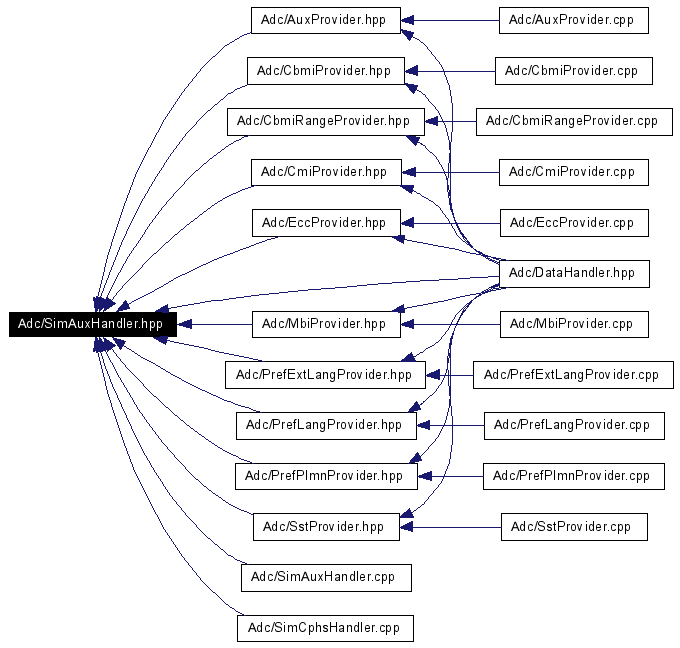 Adc/AuxProvider.hpp
Adc/AuxProvider.cpp
Adc/CbmiProvider.hpp
Adc/CbmiProvider.cpp
Adc/CbmiRangeProvider.hpp
Adc/CbmiRangeProvider.cpp
Adc/CmiProvider.hpp
Adc/CmiProvider.cpp
Adc/EccProvider.hpp
Adc/EccProvider.cpp
Adc/DataHandler.hpp
Adc/SimAuxHandler.hpp
Adc/MbiProvider.hpp
Adc/MbiProvider.cpp
Adc/PrefExtLangProvider.hpp
Adc/PrefExtLangProvider.cpp
Adc/PrefLangProvider.hpp
Adc/PrefLangProvider.cpp
Adc/PrefPlmnProvider.hpp
Adc/PrefPlmnProvider.cpp
Adc/SstProvider.hpp
Adc/SstProvider.cpp
Adc/SimAuxHandler.cpp
Adc/SimCphsHandler.cpp